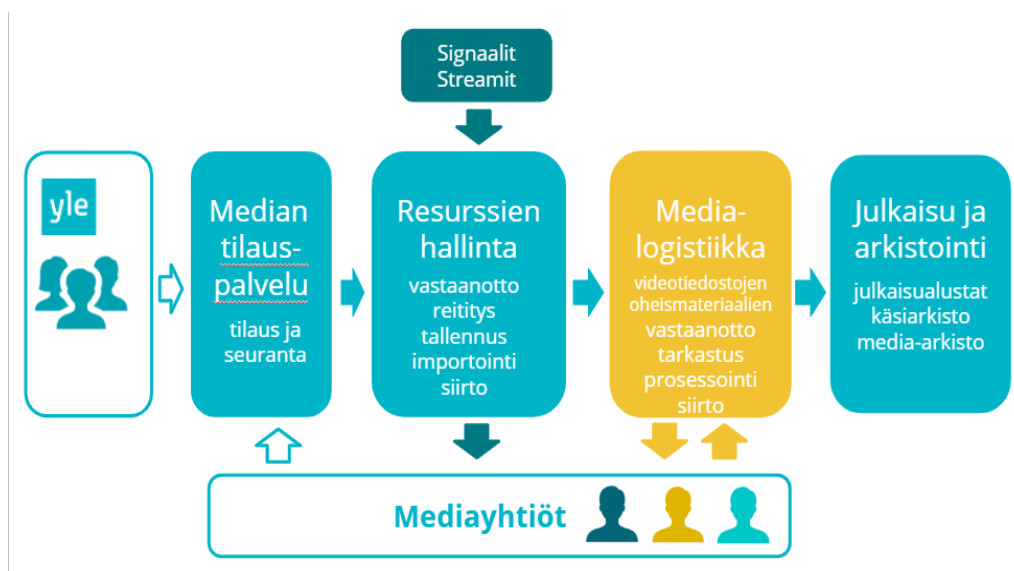 Signaalit
Streamit
yle
Median
tilaus-
palvelu
tilaus ja
seuranta
Resurssien
hallinta
vastaanotto
reititys
tallennus
importointi
siirto
Media-
logistiikka
videotiedostojen
oheismateriaalien
vastaanotto
tarkastus
prosessointi
siirto
Julkaisu ja
arkistointi
julkaisualustat
käsiarkisto
media-arkisto
Mediayhtiöt